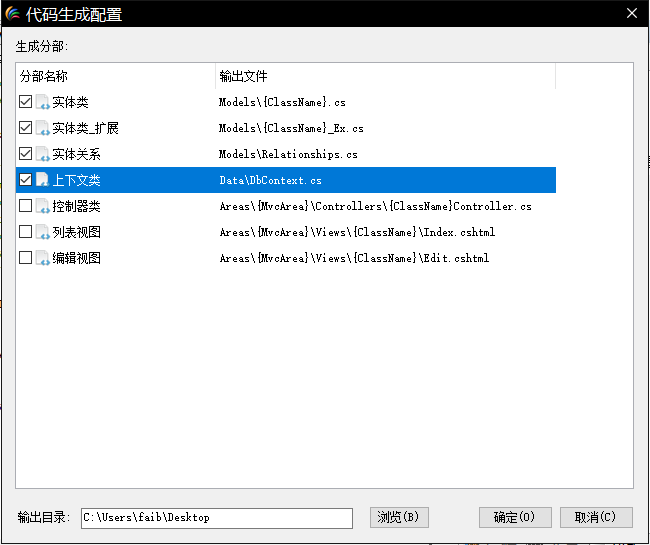 代码生成配置
生成分部:
分部名称 输出文件
实体类 Models\{ClassName}.cs
实体类_扩展 Models\{ClassName}_Ex.cs
实体关系 Models\Relationships.cs
上下文类 Data\DbContext.cs
控制器类 Areas\{MvcArea}\Controllers\{ClassName}Controller.cs
列表视图 Areas\{MvcArea}\Views\{ClassName}\Index.cshtml
编辑视图 Areas\{MvcArea}\Views\{ClassName}\Edit.cshtml
输出目录: C:\Users\faib\Desktop 浏览(B) 确定(O) 取消(C)